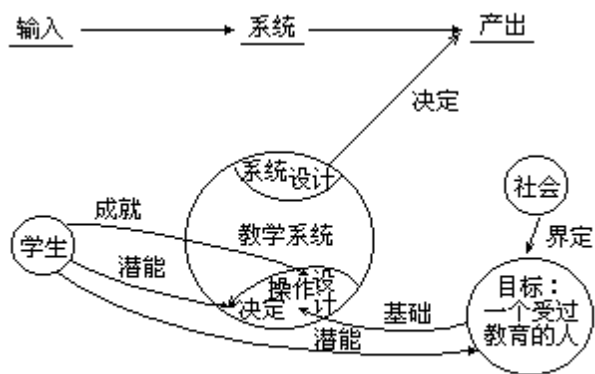 输入
系统
产出
决定
系统设计
社会
成就
教学系统
界定
学生
潜能
操作设计
决定
基础
目标：
一个受过
教育的人
潜能